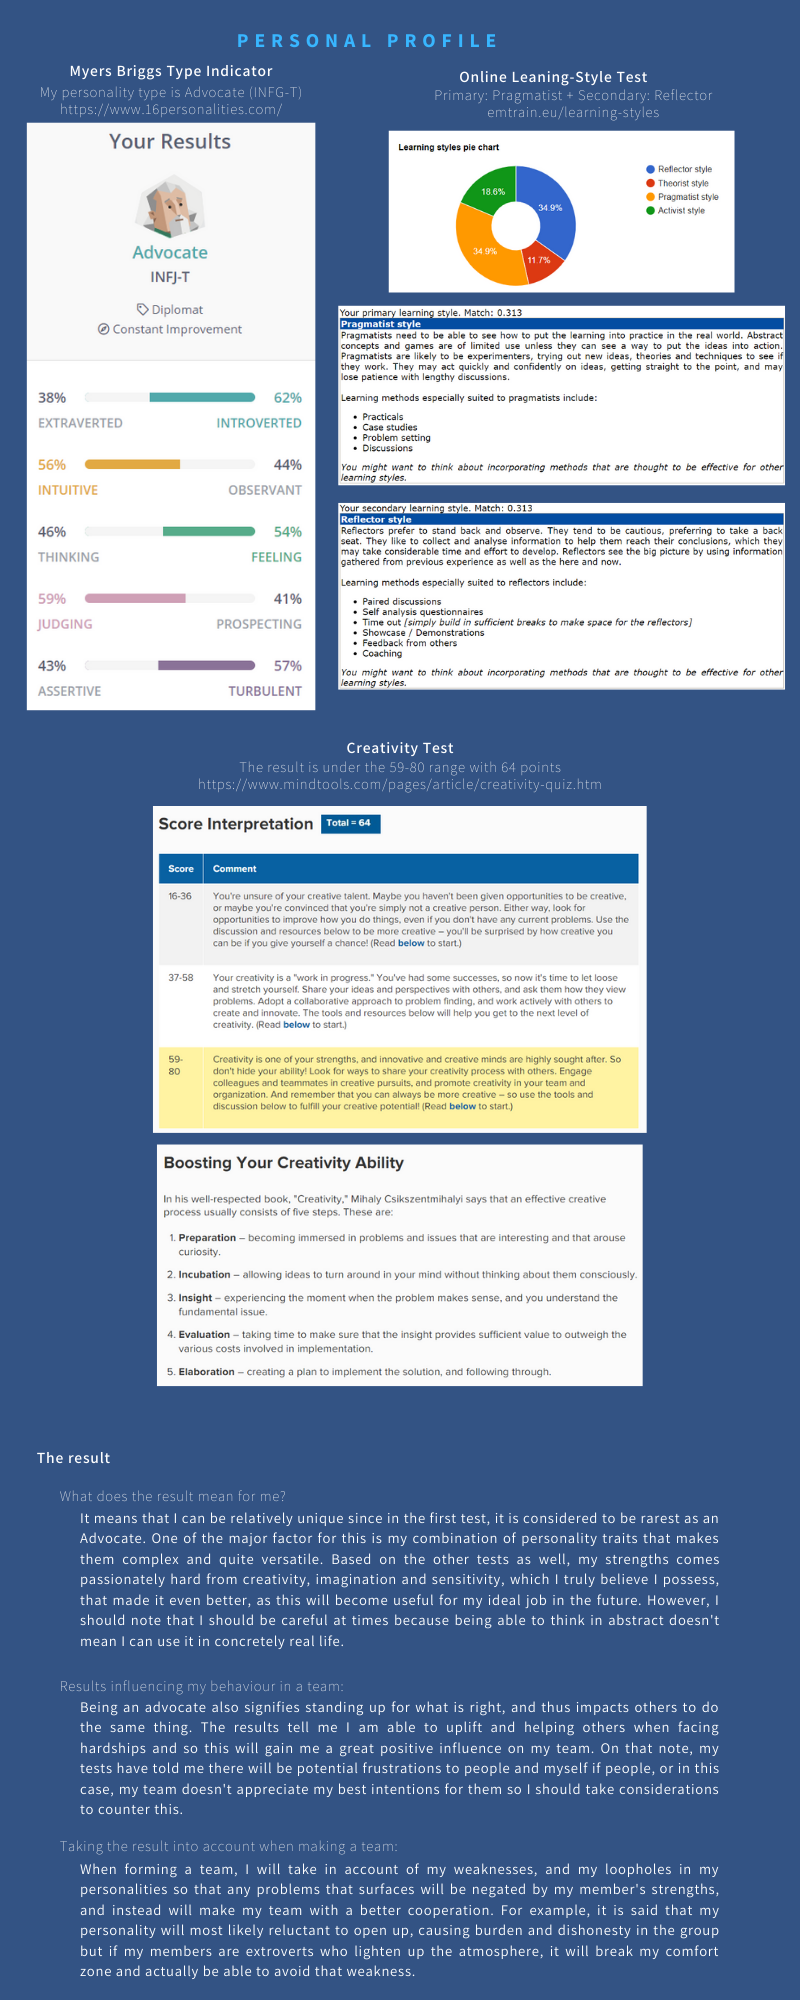 PERSONAL PROFILE
Myers Briggs Type Indicator
My personality type is Advocate (INFG-T)
https://www.16personalities.com/
Your Results
Advocate
INFJ-T
Diplomat
Constant Improvement
38% 62%
EXTRAVERTED INTROVERTED
56% 44%
INTUITIVE OBSERVANT
46% 54%
THINKING FEELING
59% 41%
JUDGING PROSPECTING
43% 57%
ASSERTIVE TURBULENT
Online Leaning-Style Test
Primary: Pragmatist + Secondary: Reflector
emtrain.eu/learning-styles
Learning styles pie chart
18.6%
34.9%
34.9%
11.7%
Reflector style
Theorist style
Pragmatist style
Activist style
Your primary learning style. Match: 0.313
Pragmatist style
Pragmatists need to be able to see how to put the learning into practice in the real world. Abstract
concepts and games are of limited use unless they can see a way to put the ideas into action.
Pragmatists are likely to be experimenters, trying out new ideas, theories and techniques to see if
they work. They may act quickly and confidently on ideas, getting straight to the point, and may
lose patience with lengthy discussions.
Learning methods especially suited to pragmatists include:
• Practicals
• Case studies
• Problem setting
• Discussions
You might want to think about incorporating methods that are thought to be effective for other
learning styles.
Your secondary learning style. Match: 0.313
Reflector style
Reflectors prefer to stand back and observe. They tend to be cautious, preferring to take a back
seat. They like to collect and analyse information to help them reach their conclusions, which they
may take considerable time and effort to develop. Reflectors see the big picture by using information
gathered from previous experience as well as the here and now.
Learning methods especially suited to reflectors include:
• Paired discussions
• Self analysis questionnaires
• Time out [simply build in sufficient breaks to make space for the reflectors]
• Showcase / Demonstrations
• Feedback from others
• Coaching
You might want to think about incorporating methods that are thought to be effective for other
learning styles.
Creativity Test
The result is under the 59-80 range with 64 points
https://www.mindtools.com/pages/article/creativity-quiz.htm
Score Interpretation Total = 64
Score Comment
16-36 You're unsure of your creative talent. Maybe you haven't been given opportunities to be creative,
or maybe you're convinced that you're simply not a creative person. Either way, look for
opportunities to improve how you do things, even if you don't have any current problems. Use the
discussion and resources below to be more creative – you'll be surprised by how creative you
can be if you give yourself a chance! (Read below to start.)
37-58 Your creativity is a "work in progress." You've had some successes, so now it's time to let loose
and stretch yourself. Share your ideas and perspectives with others, and ask them how they view
problems. Adopt a collaborative approach to problem finding, and work actively with others to
create and innovate. The tools and resources below will help you get to the next level of
creativity. (Read below to start.)
59-
80
Creativity is one of your strengths, and innovative and creative minds are highly sought after. So
don't hide your ability! Look for ways to share your creativity process with others. Engage
colleagues and teammates in creative pursuits, and promote creativity in your team and
organization. And remember that you can always be more creative – so use the tools and
discussion below to fulfill your creative potential! (Read below to start.)
Boosting Your Creativity Ability
In his well-respected book, "Creativity," Mihaly Csikszentmihalyi says that an effective creative
process usually consists of five steps. These are:
1. Preparation – becoming immersed in problems and issues that are interesting and that arouse
curiosity.
2. Incubation – allowing ideas to turn around in your mind without thinking about them consciously.
3. Insight – experiencing the moment when the problem makes sense, and you understand the
fundamental issue.
4. Evaluation – taking time to make sure that the insight provides sufficient value to outweigh the
various costs involved in implementation.
5. Elaboration – creating a plan to implement the solution, and following through.
The result
What does the result mean for me?
It means that I can be relatively unique since in the first test, it is considered to be rarest as an
Advocate. One of the major factor for this is my combination of personality traits that makes
them complex and quite versatile. Based on the other tests as well, my strengths comes
passionately hard from creativity, imagination and sensitivity, which I truly believe I possess,
that made it even better, as this will become useful for my ideal job in the future. However, I
should note that I should be careful at times because being able to think in abstract doesn't
mean I can use it in concretely real life.
Results influencing my behaviour in a team:
Being an advocate also signifies standing up for what is right, and thus impacts others to do
the same thing. The results tell me I am able to uplift and helping others when facing
hardships and so this will gain me a great positive influence on my team. On that note, my
tests have told me there will be potential frustrations to people and myself if people, or in this
case, my team doesn't appreciate my best intentions for them so I should take considerations
to counter this.
Taking the result into account when making a team:
When forming a team, I will take in account of my weaknesses, and my loopholes in my
personalities so that any problems that surfaces will be negated by my member's strengths,
and instead will make my team with a better cooperation. For example, it is said that my
personality will most likely reluctant to open up, causing burden and dishonesty in the group
but if my members are extroverts who lighten up the atmosphere, it will break my comfort
zone and actually be able to avoid that weakness.